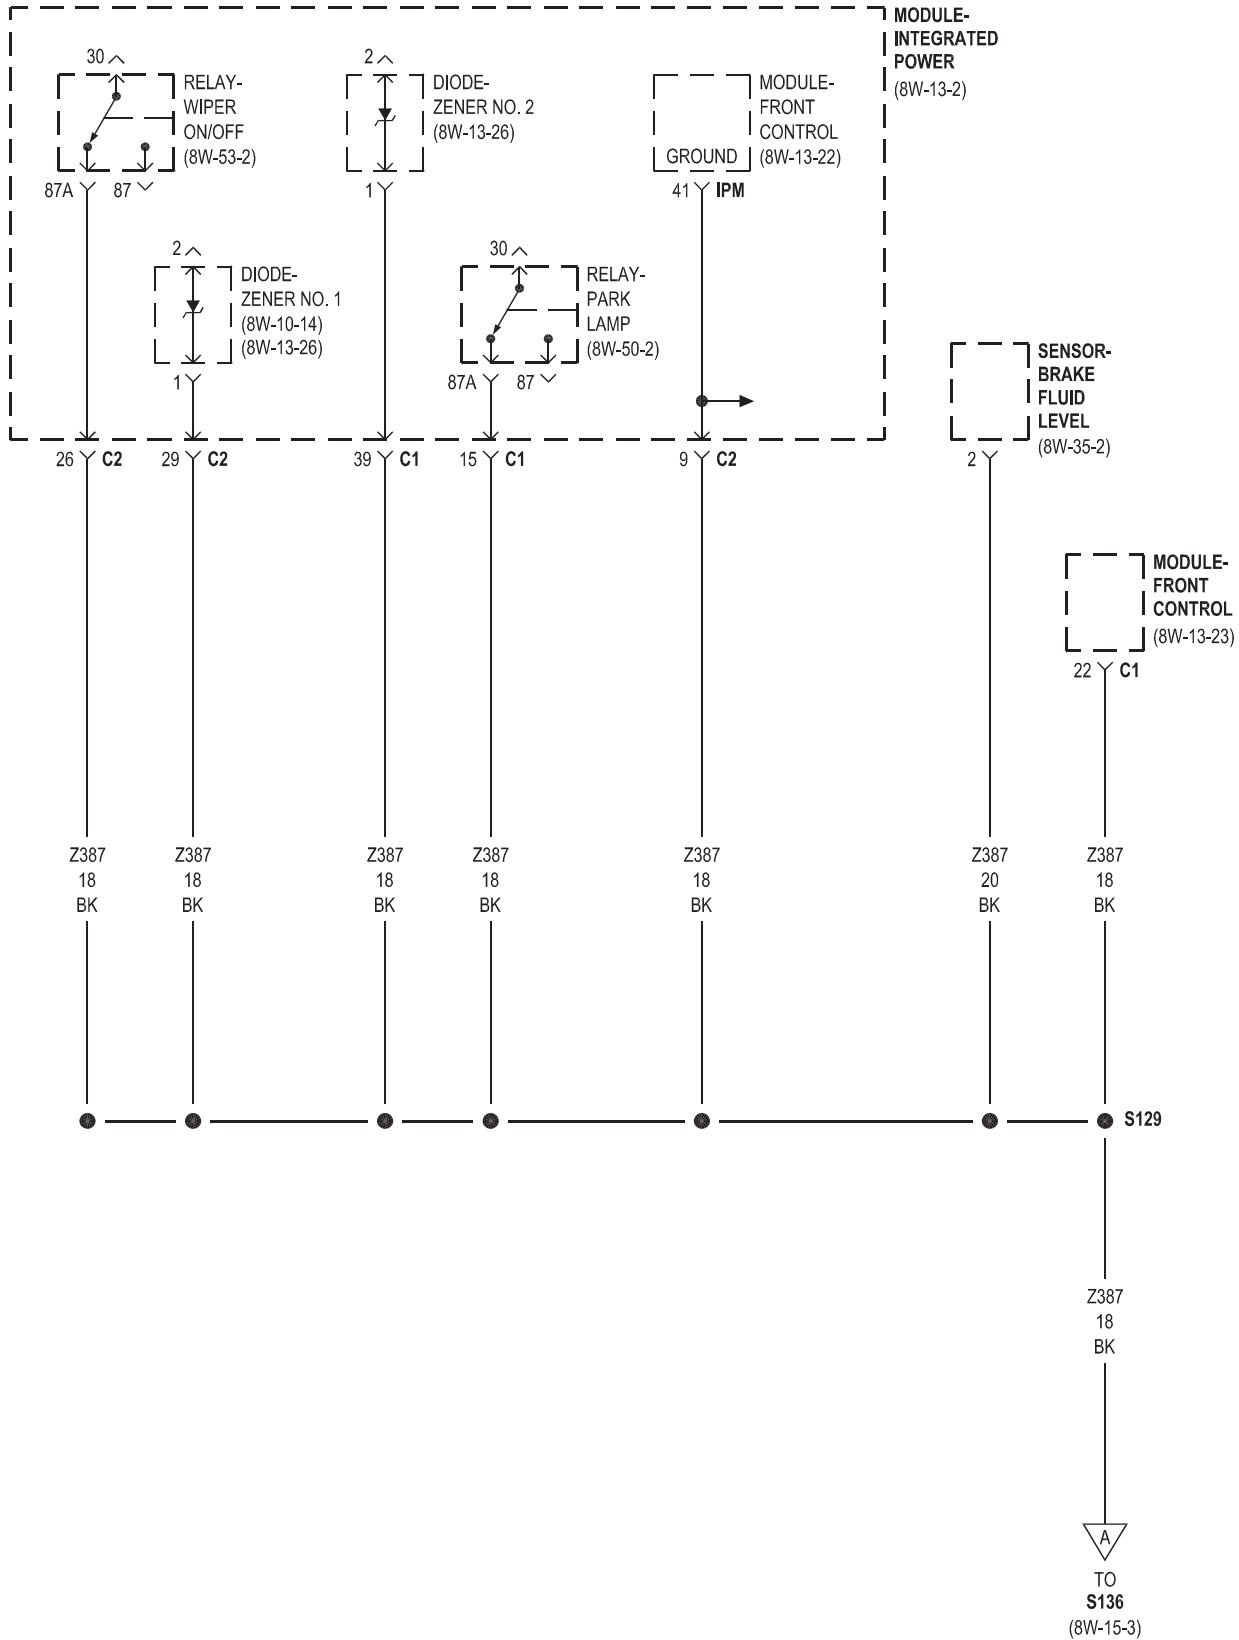 MODULE-
INTEGRATED
POWER
(8W-13-2)
30
RELAY-
WIPER
ON/OFF
(8W-53-2)
87A
87
2
DIODE-
ZENER NO. 2
(8W-13-26)
1
MODULE-
FRONT
CONTROL
(8W-13-22)
GROUND
41 IPM
2
DIODE-
ZENER NO. 1
(8W-10-14)
(8W-13-26)
1
30
RELAY-
PARK
LAMP
(8W-50-2)
87A
87
SENSOR-
BRAKE
FLUID
LEVEL
(8W-35-2)
26 C2
29 C2
39 C1
15 C1
9 C2
2
MODULE-
FRONT
CONTROL
(8W-13-23)
22 C1
Z387
18
BK
Z387
18
BK
Z387
18
BK
Z387
18
BK
Z387
18
BK
Z387
20
BK
Z387
18
BK
S129
Z387
18
BK
A
TO
S136
(8W-15-3)